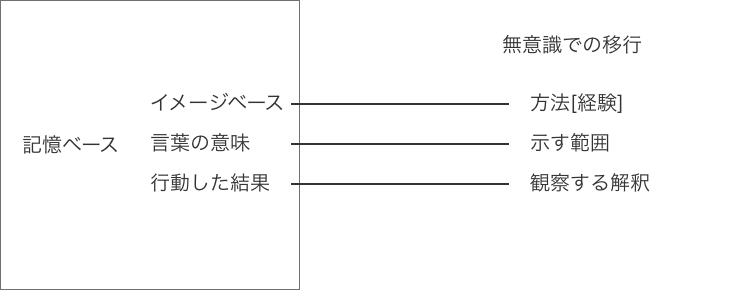 無意識での移行
イメージベース 方法[経験]
記憶ベース 言葉の意味 示す範囲
行動した結果 観察する解釈